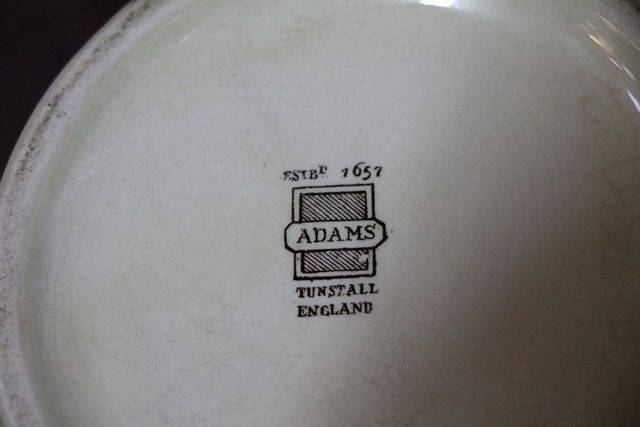 ESTBD 1657
ADAMS
TUNSTALL
ENGLAND